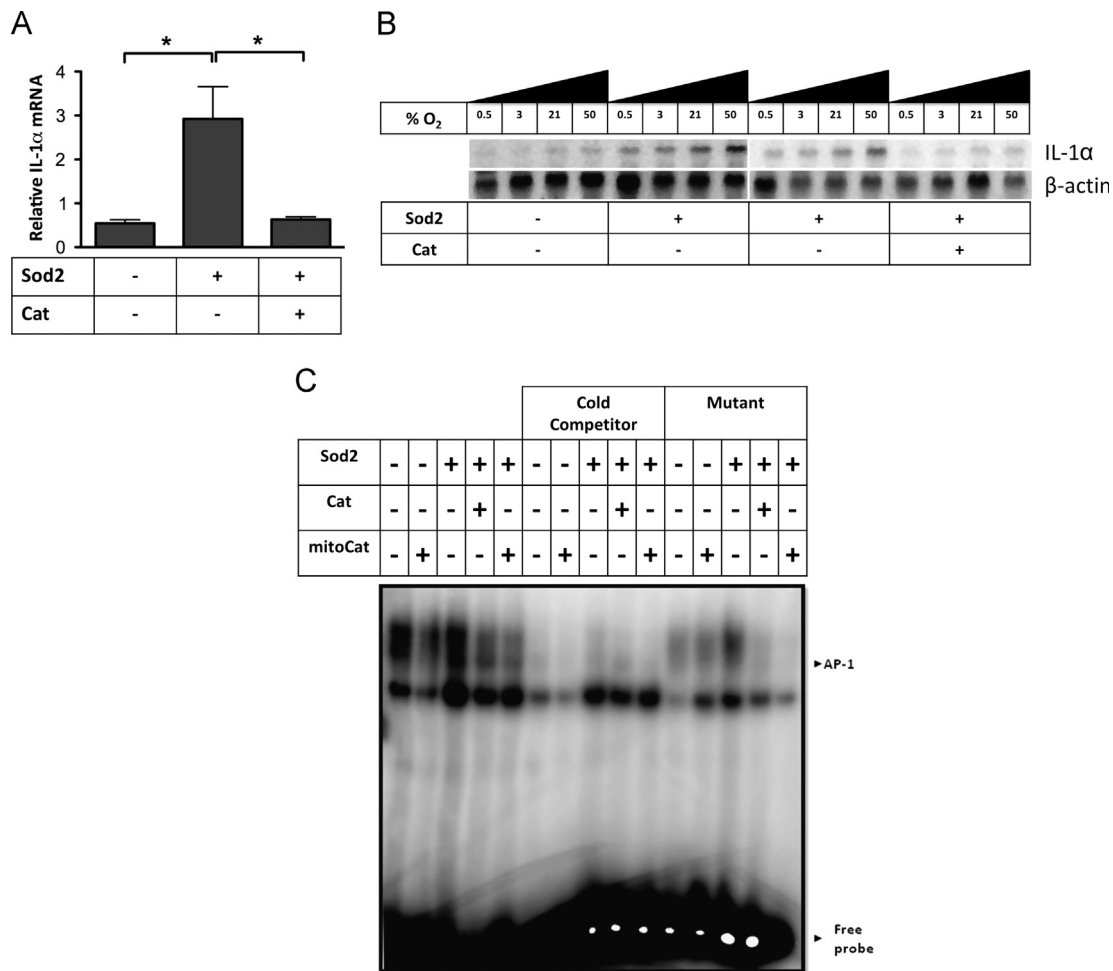 A
* *
Relative IL-1α mRNA
4
3
2
1
0
Sod2 - + +
Cat - - +
B
% O2 0.5 3 21 50 0.5 3 21 50 0.5 3 21 50 0.5 3 21 50
IL-1α
β-actin
Sod2 - + + +
Cat - - - +
C
Cold Competitor Mutant
Sod2 - - + + + - - + + + - - + + +
Cat - - - + - - - - + - - - - + -
mitoCat - + - - + - + - - + - + - - +
AP-1
Free
probe